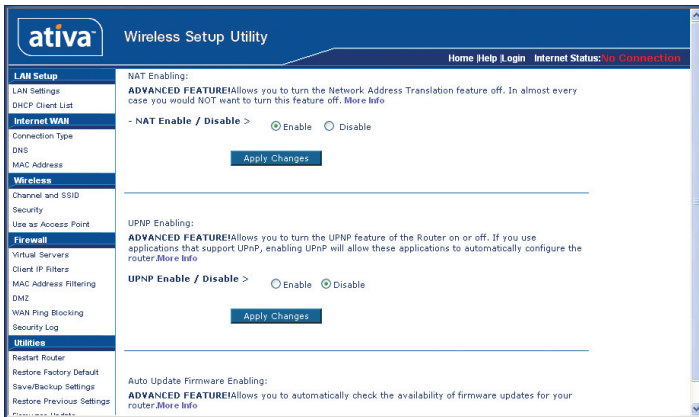 ativa™
Wireless Setup Utility
Home |Help |Login Internet Status:No Connection
LAN Setup
LAN Settings
DHCP Client List
Internet WAN
Connection Type
DNS
MAC Address
Wireless
Channel and SSID
Security
Use as Access Point
Firewall
Virtual Servers
Client IP Filters
MAC Address Filtering
DMZ
WAN Ping Blocking
Security Log
Utilities
Restart Router
Restore Factory Default
Save/Backup Settings
Restore Previous Settings
Firmware Update
NAT Enabling:
ADVANCED FEATURE!Allows you to turn the Network Address Translation feature off. In almost every
case you would NOT want to turn this feature off. More Info
- NAT Enable / Disable > Enable Disable
Apply Changes
UPNP Enabling:
ADVANCED FEATURE!Allows you to turn the UPNP feature of the Router on or off. If you use
applications that support UPnP, enabling UPnP will allow these applications to automatically configure the
router.More Info
UPNP Enable / Disable > Enable Disable
Apply Changes
Auto Update Firmware Enabling:
ADVANCED FEATURE!Allows you to automatically check the availability of firmware updates for your
router.More Info